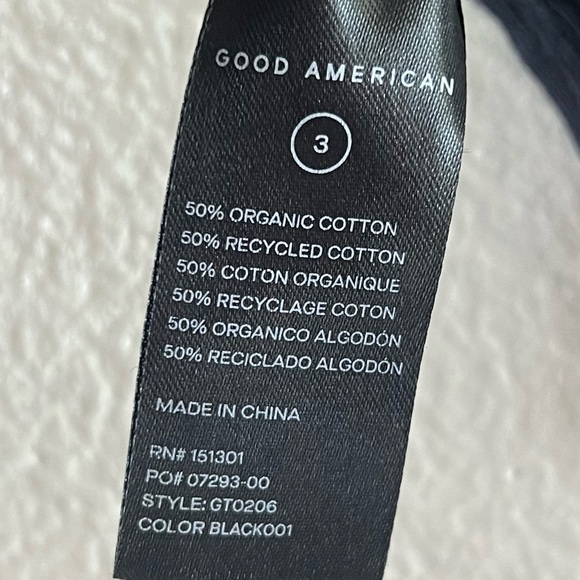 GOOD AMERICAN
3
50% ORGANIC COTTON
50% RECYCLED COTTON
50% COTON ORGANIQUE
50% RECYCLAGE COTON
50% ORGANICO ALGODÓN
50% RECICLADO ALGODÓN
MADE IN CHINA
RN# 151301
PO# 07293-00
STYLE: GT0206
COLOR BLACK001